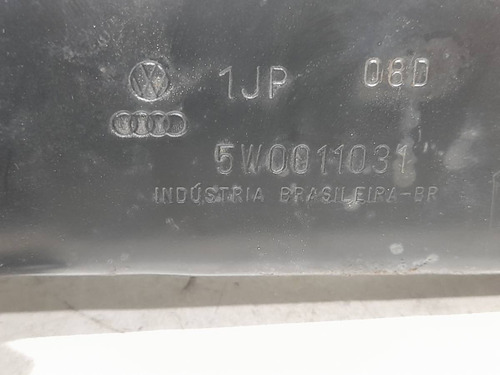 1JP 08D
5W0011031
INDÚSTRIA BRASILEIRA-BR